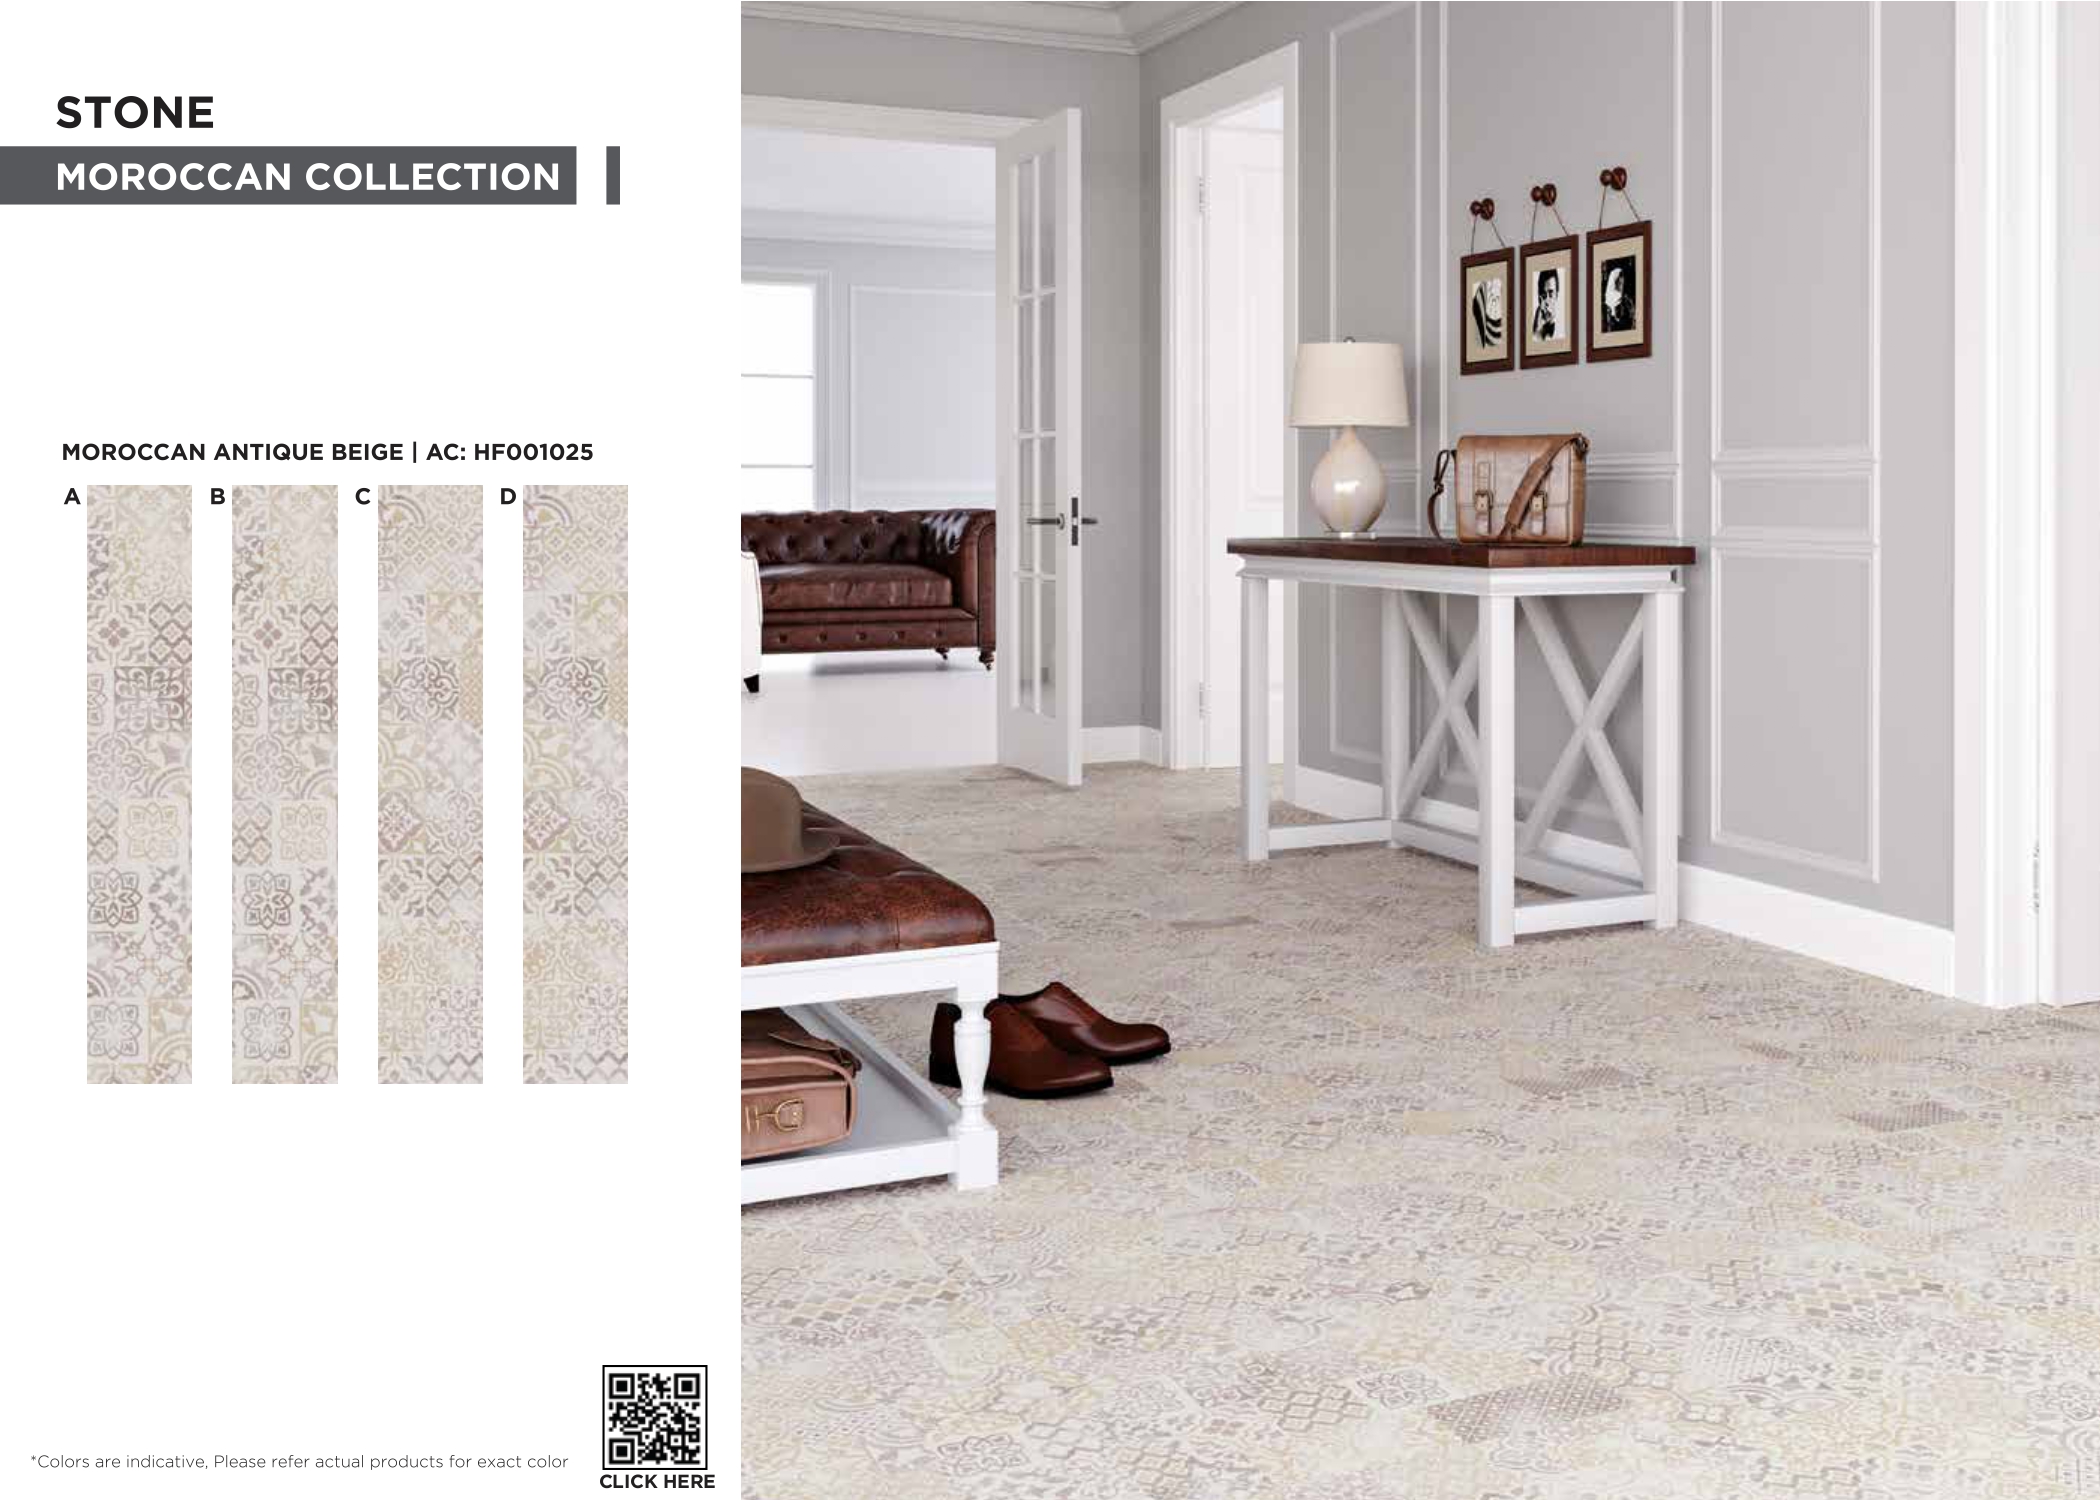 STONE
MOROCCAN COLLECTION
MOROCCAN ANTIQUE BEIGE | AC: HF001025
A B C D
*Colors are indicative, Please refer actual products for exact color
CLICK HERE